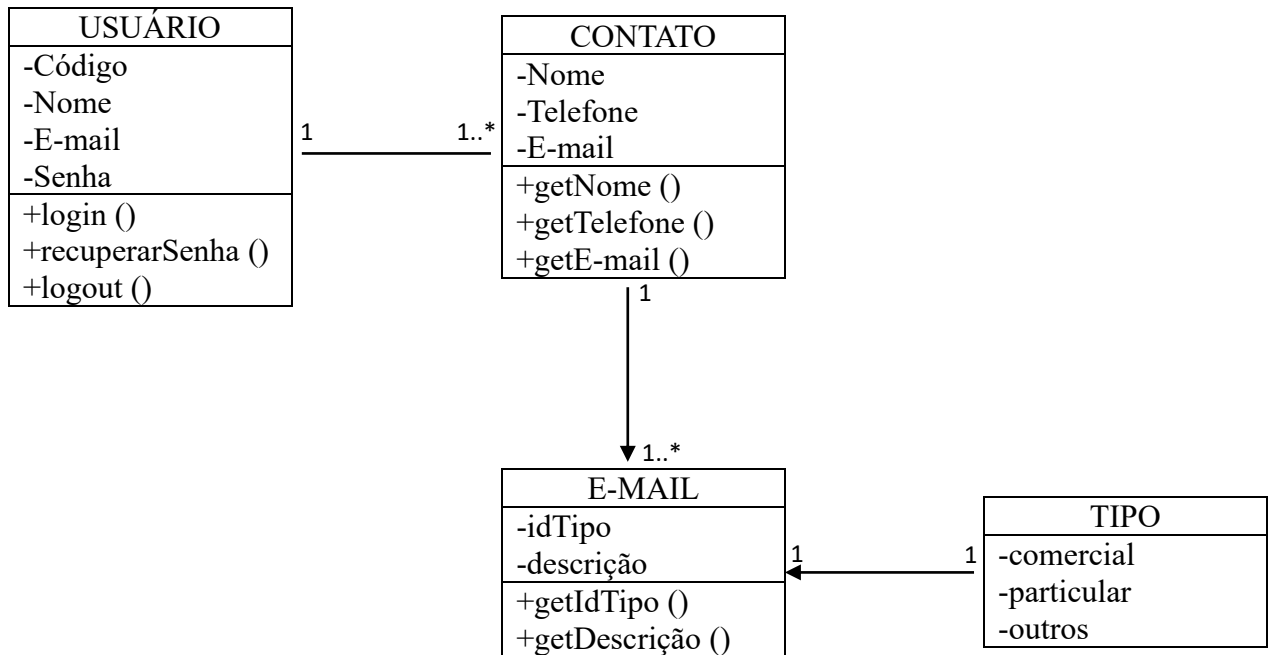 USUÁRIO
-Código
-Nome
-E-mail
-Senha
+login ()
+recuperarSenha ()
+logout ()
1
1..*
CONTATO
-Nome
-Telefone
-E-mail
+getNome ()
+getTelefone ()
+getE-mail ()
1
1..*
E-MAIL
-idTipo
-descrição
+getIdTipo ()
+getDescrição ()
1
1
TIPO
-comercial
-particular
-outros